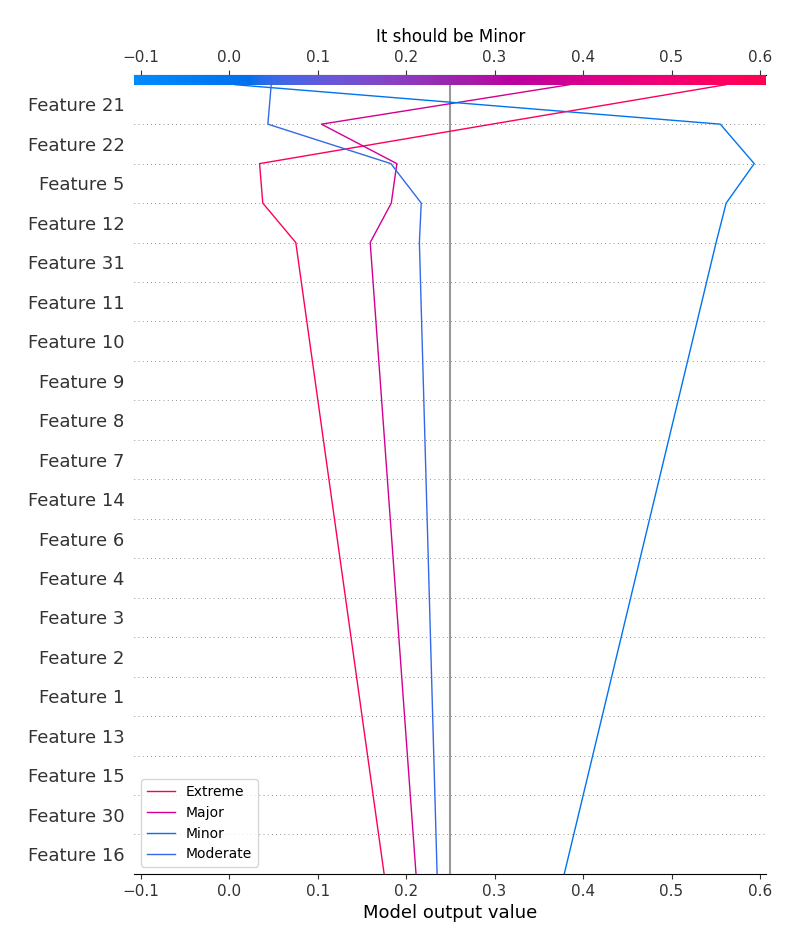 It should be Minor
−0.1 0.0 0.1 0.2 0.3 0.4 0.5 0.6
Feature 21
Feature 22
Feature 5
Feature 12
Feature 31
Feature 11
Feature 10
Feature 9
Feature 8
Feature 7
Feature 14
Feature 6
Feature 4
Feature 3
Feature 2
Feature 1
Feature 13
Feature 15
Feature 30
Feature 16
Extreme
Major
Minor
Moderate
−0.1 0.0 0.1 0.2 0.3 0.4 0.5 0.6
Model output value